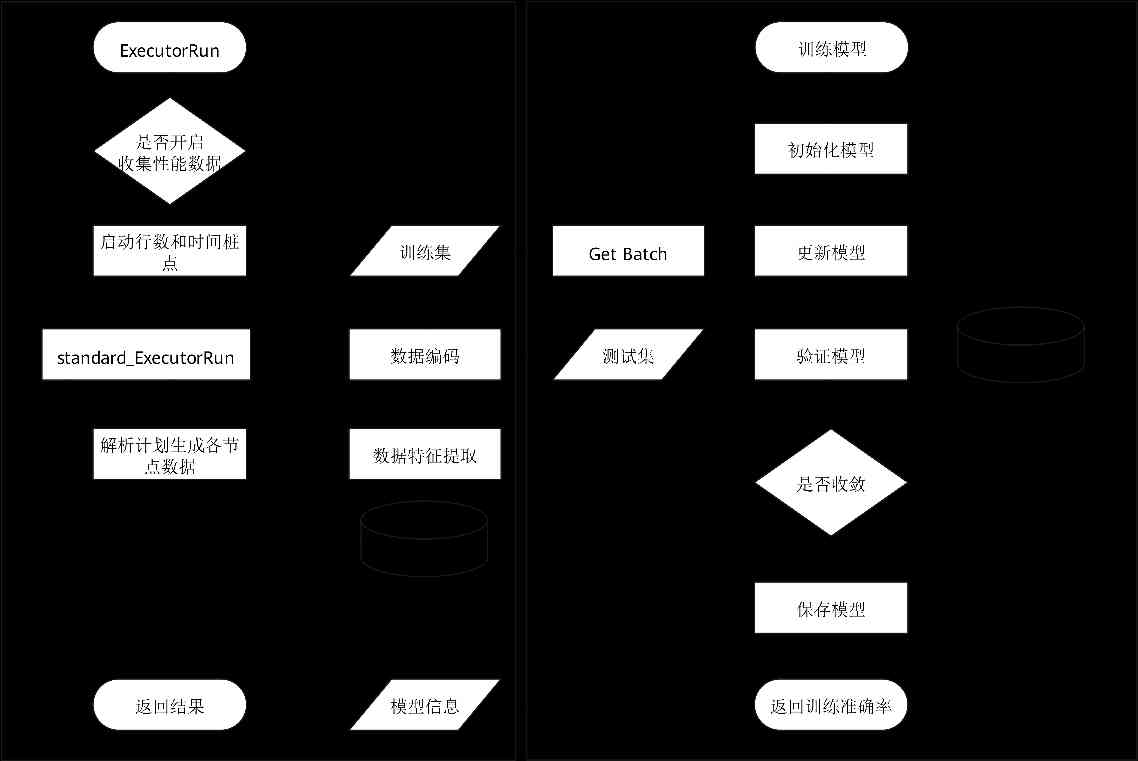 ExecutorRun
是否开启
收集性能数据
启动行数和时间桩
点
standard_ExecutorRun
解析计划生成各节
点数据
返回结果
训练集
数据编码
数据特征提取
模型信息
Get Batch
测试集
训练模型
初始化模型
更新模型
验证模型
是否收敛
保存模型
返回训练准确率